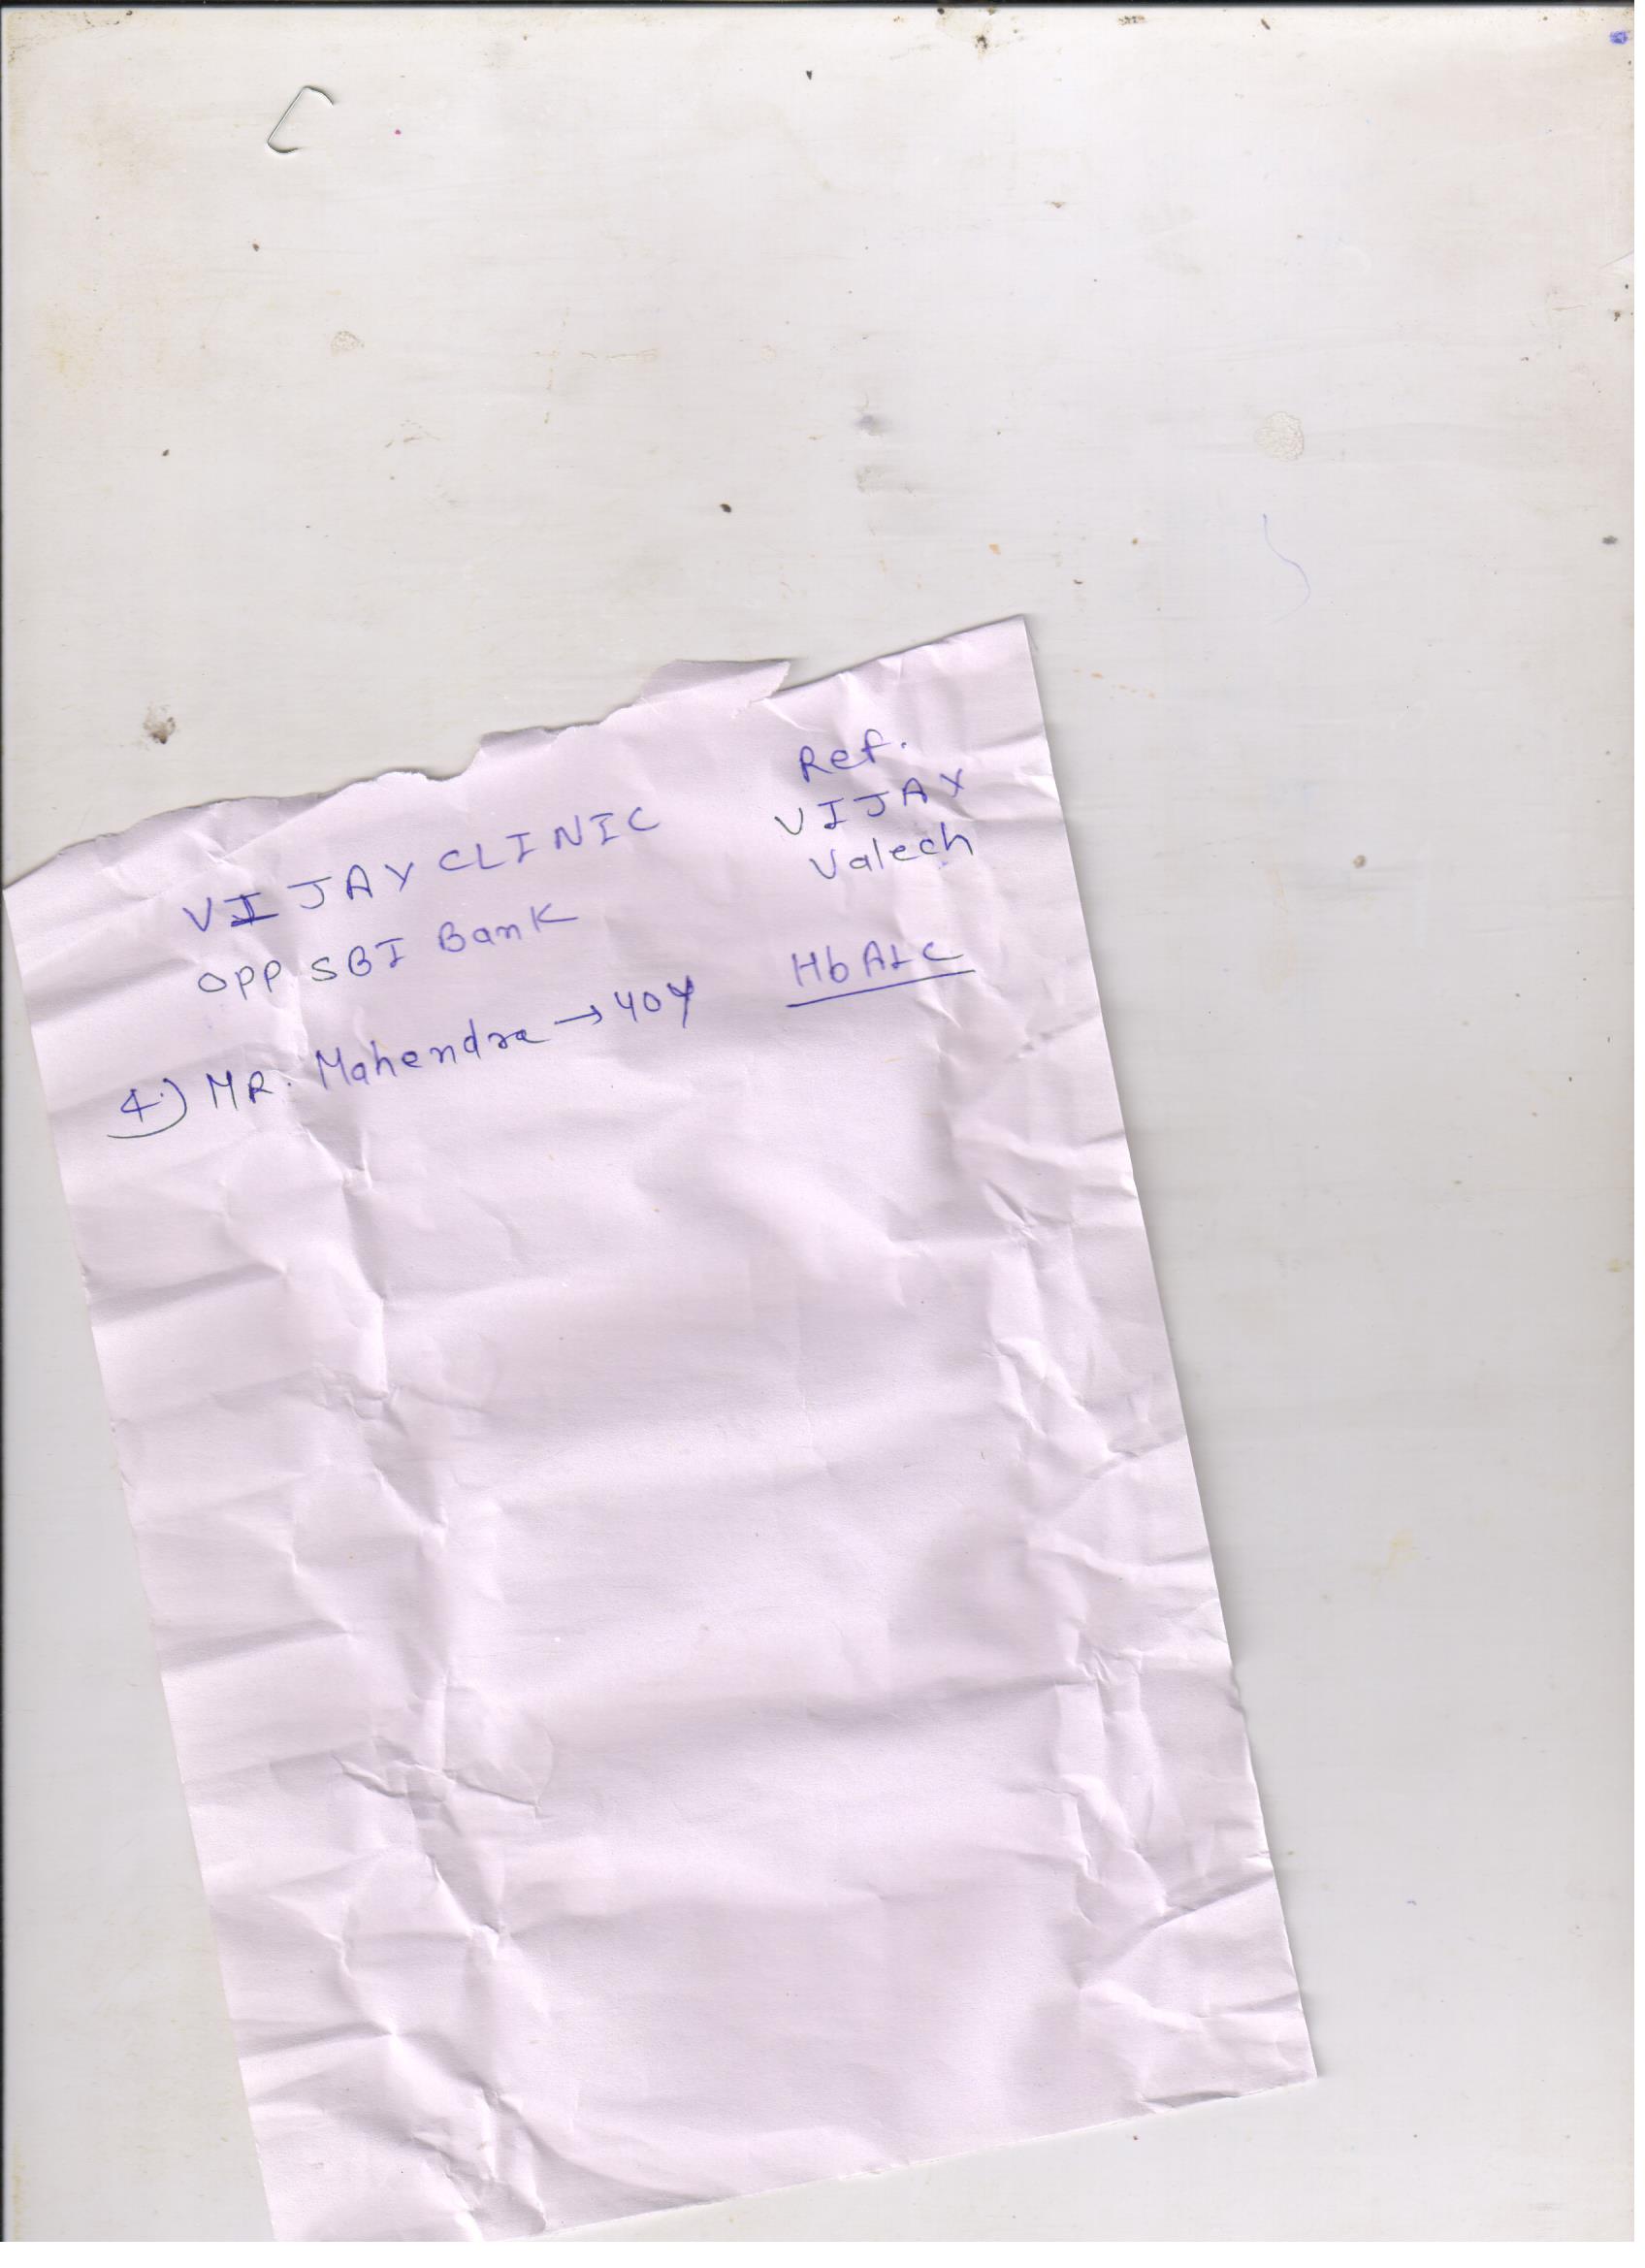 Ref.
VIJAY CLINIC VIJAY
Valech
OPP SBI Bank
4.) MR. Mahendra → 40Y HbA1C